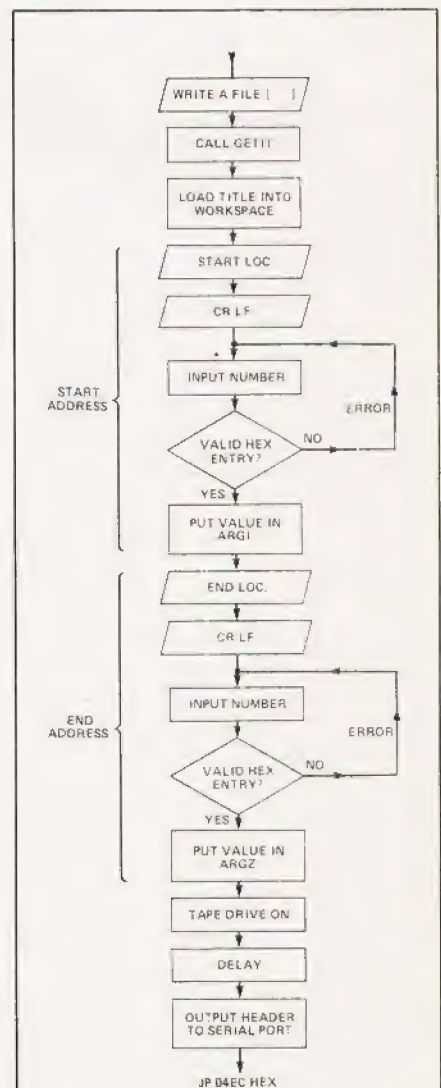 WRITE A FILE [ ]
CALL GETIT
LOAD TITLE INTO
WORKSPACE
START LOC
CR LF
INPUT NUMBER
START
ADDRESS
ERROR
VALID HEX
ENTRY?
NO
YES
PUT VALUE IN
ARG1
END LOC.
CR LF
INPUT NUMBER
END
ADDRESS
ERROR
VALID HEX
ENTRY?
NO
YES
PUT VALUE IN
ARG2
TAPE DRIVE ON
DELAY
OUTPUT HEADER
TO SERIAL PORT
JP 04EC HEX